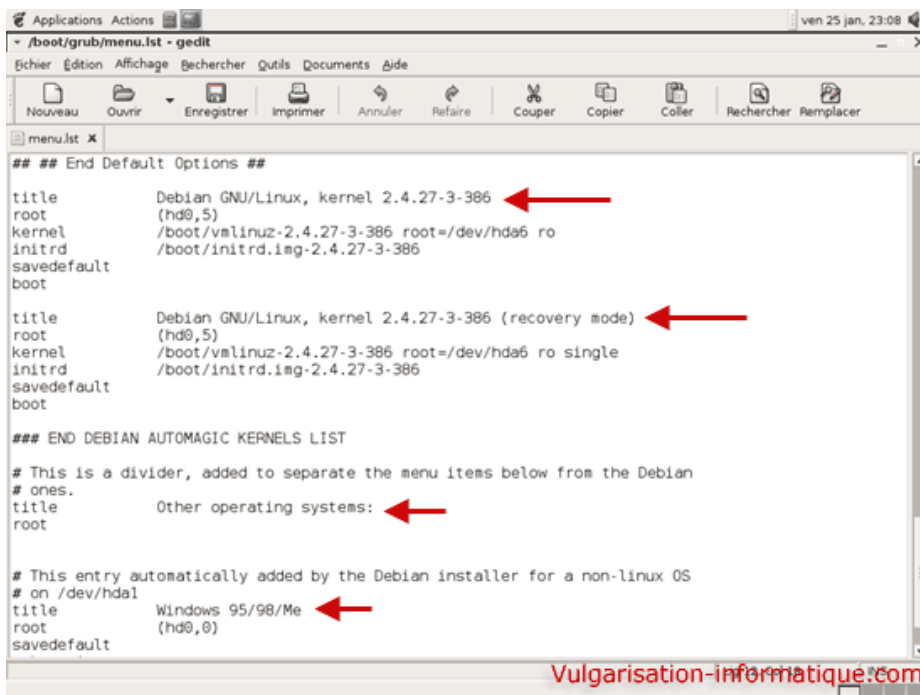 Applications Actions ven 25 jan, 23:08
/boot/grub/menu.lst - gedit
Fichier Édition Affichage Rechercher Outils Documents Aide
Nouveau Ouvrir Enregistrer Imprimer Annuler Refaire Couper Copier Coller Rechercher Remplacer
menu.lst
## ## End Default Options ##
title Debian GNU/Linux, kernel 2.4.27-3-386
root (hd0,5)
kernel /boot/vmlinuz-2.4.27-3-386 root=/dev/hda6 ro
initrd /boot/initrd.img-2.4.27-3-386
savedefault
boot
title Debian GNU/Linux, kernel 2.4.27-3-386 (recovery mode)
root (hd0,5)
kernel /boot/vmlinuz-2.4.27-3-386 root=/dev/hda6 ro single
initrd /boot/initrd.img-2.4.27-3-386
savedefault
boot
### END DEBIAN AUTOMAGIC KERNELS LIST
# This is a divider, added to separate the menu items below from the Debian
# ones.
title Other operating systems:
root
# This entry automatically added by the Debian installer for a non-linux OS
# on /dev/hda1
title Windows 95/98/Me
root (hd0,0)
savedefault
Vulgarisation-informatique.com